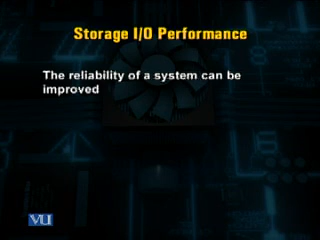 Storage I/O Performance
The reliability of a system can be
improved
VU